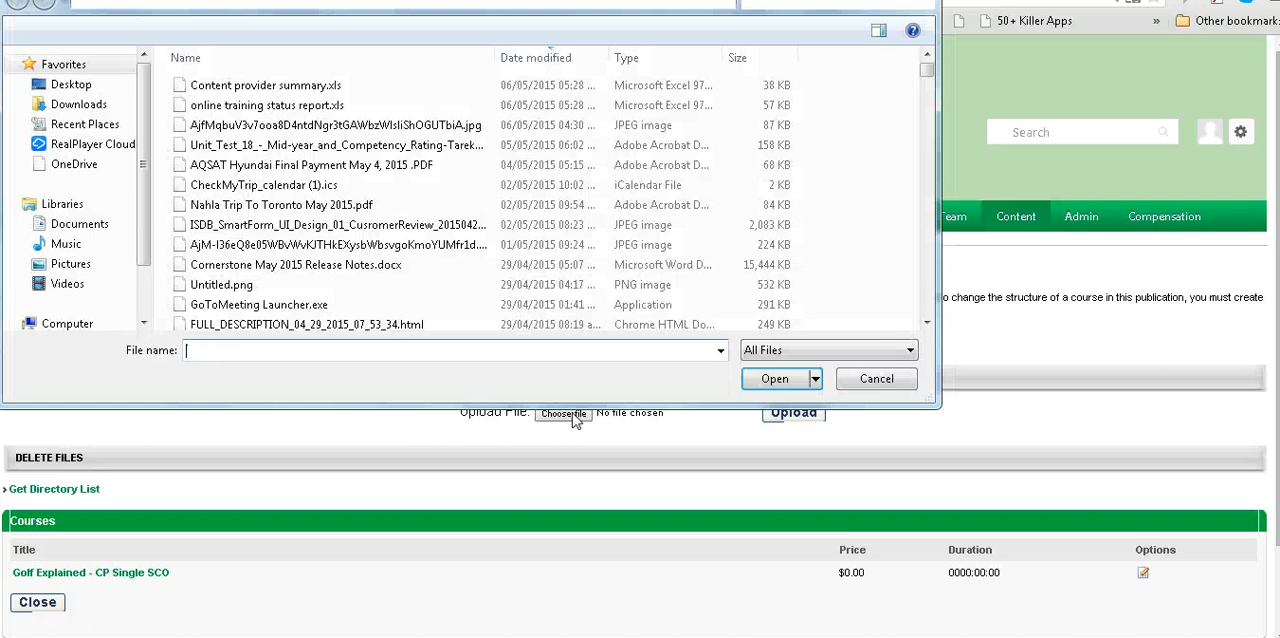 50+ Killer Apps » Other bookmark
Name Date modified Type Size
Favorites
Desktop
Downloads
Recent Places
RealPlayer Cloud
OneDrive
Libraries
Documents
Music
Pictures
Videos
Computer
Content provider summary.xls 06/05/2015 05:28 ... Microsoft Excel 97... 38 KB
online training status report.xls 06/05/2015 05:28 ... Microsoft Excel 97... 57 KB
06/05/2015 04:30 ... JPEG image 87 KB
Unit_Test_18_-_Mid-year_and_Competency_Rating-Tarek... 05/05/2015 06:02 ... Adobe Acrobat D... 158 KB
AQSAT Hyundai Final Payment May 4, 2015 .PDF 04/05/2015 05:15 ... Adobe Acrobat D... 68 KB
CheckMyTrip_calendar (1).ics 02/05/2015 10:02 ... iCalendar File 2 KB
Nahla Trip To Toronto May 2015.pdf 02/05/2015 09:54 ... Adobe Acrobat D... 84 KB
ISDB_SmartForm_UI_Design_01_CustomerReview_2015042... 02/05/2015 08:23 ... JPEG image 2,083 KB
01/05/2015 09:24 ... JPEG image 224 KB
Cornerstone May 2015 Release Notes.docx 29/04/2015 05:07 ... Microsoft Word D... 15,444 KB
Untitled.png 29/04/2015 04:17 ... PNG image 532 KB
GoToMeeting Launcher.exe 29/04/2015 01:41 ... Application 291 KB
FULL_DESCRIPTION_04_29_2015_07_53_34.html 29/04/2015 08:19 a... Chrome HTML Do... 249 KB
File name: All Files
Open Cancel
Search
Team Content Admin Compensation
to change the structure of a course in this publication, you must create
Upload File: Choose file No file chosen Upload
DELETE FILES
Get Directory List
Courses
Title Price Duration Options
Golf Explained - CP Single SCO $0.00 0000:00:00
Close